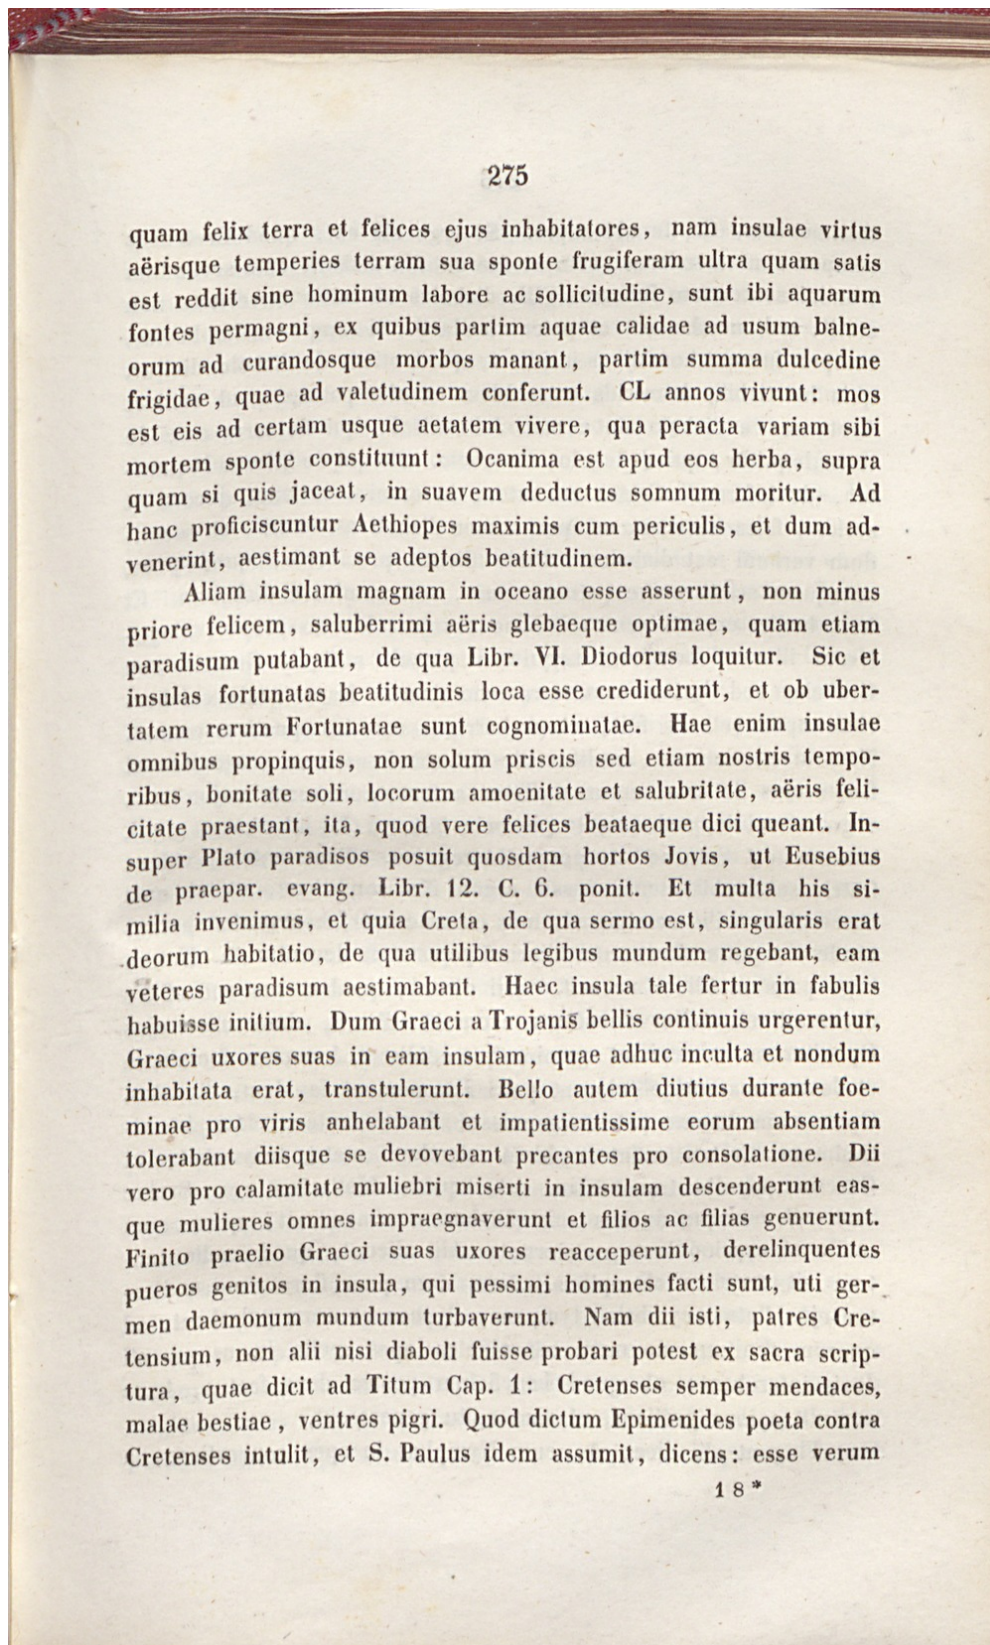 275
quam felix terra et felices ejus inhabitatores, nam insulae virtus
aërisque temperies terram sua sponte frugiferam ultra quam satis
est reddit sine hominum labore ac sollicitudine, sunt ibi aquarum
fontes permagni, ex quibus partim aquae calidae ad usum balne-
orum ad curandosque morbos manant, partim summa dulcedine
frigidae, quae ad valetudinem conferunt. CL annos vivunt: mos
est eis ad certam usque aetatem vivere, qua peracta variam sibi
mortem sponte constituunt: Ocanima est apud eos herba, supra
quam si quis jaceat, in suavem deductus somnum moritur. Ad
hanc proficiscuntur Aethiopes maximis cum periculis, et dum ad-
venerint, aestimant se adeptos beatitudinem.
Aliam insulam magnam in oceano esse asserunt, non minus
priore felicem, saluberrimi aëris glebaeque optimae, quam etiam
paradisum putabant, de qua Libr. VI. Diodorus loquitur. Sic et
insulas fortunatas beatitudinis loca esse crediderunt, et ob uber-
tatem rerum Fortunatae sunt cognominatae. Hae enim insulae
omnibus propinquis, non solum priscis sed etiam nostris tempo-
ribus, bonitate soli, locorum amoenitate et salubritate, aëris feli-
citate praestant, ita, quod vere felices beataeque dici queant. In-
super Plato paradisos posuit quosdam hortos Jovis, ut Eusebius
de praepar. evang. Libr. 12. C. 6. ponit. Et multa his si-
milia invenimus, et quia Creta, de qua sermo est, singularis erat
deorum habitatio, de qua utilibus legibus mundum regebant, eam
veteres paradisum aestimabant. Haec insula tale fertur in fabulis
habuisse initium. Dum Graeci a Trojanis bellis continuis urgerentur,
Graeci uxores suas in eam insulam, quae adhuc inculta et nondum
inhabitata erat, transtulerunt. Bello autem diutius durante foe-
minae pro viris anhelabant et impatientissime eorum absentiam
tolerabant diisque se devovebant precantes pro consolatione. Dii
vero pro calamitate muliebri miserti in insulam descenderunt eas-
que mulieres omnes impraegnaverunt et filios ac filias genuerunt.
Finito praelio Graeci suas uxores reacceperunt, derelinquentes
pueros genitos in insula, qui pessimi homines facti sunt, uti ger-
men daemonum mundum turbaverunt. Nam dii isti, patres Cre-
tensium, non alii nisi diaboli fuisse probari potest ex sacra scrip-
tura, quae dicit ad Titum Cap. 1: Cretenses semper mendaces,
malae bestiae, ventres pigri. Quod dictum Epimenides poeta contra
Cretenses intulit, et S. Paulus idem assumit, dicens: esse verum
18*